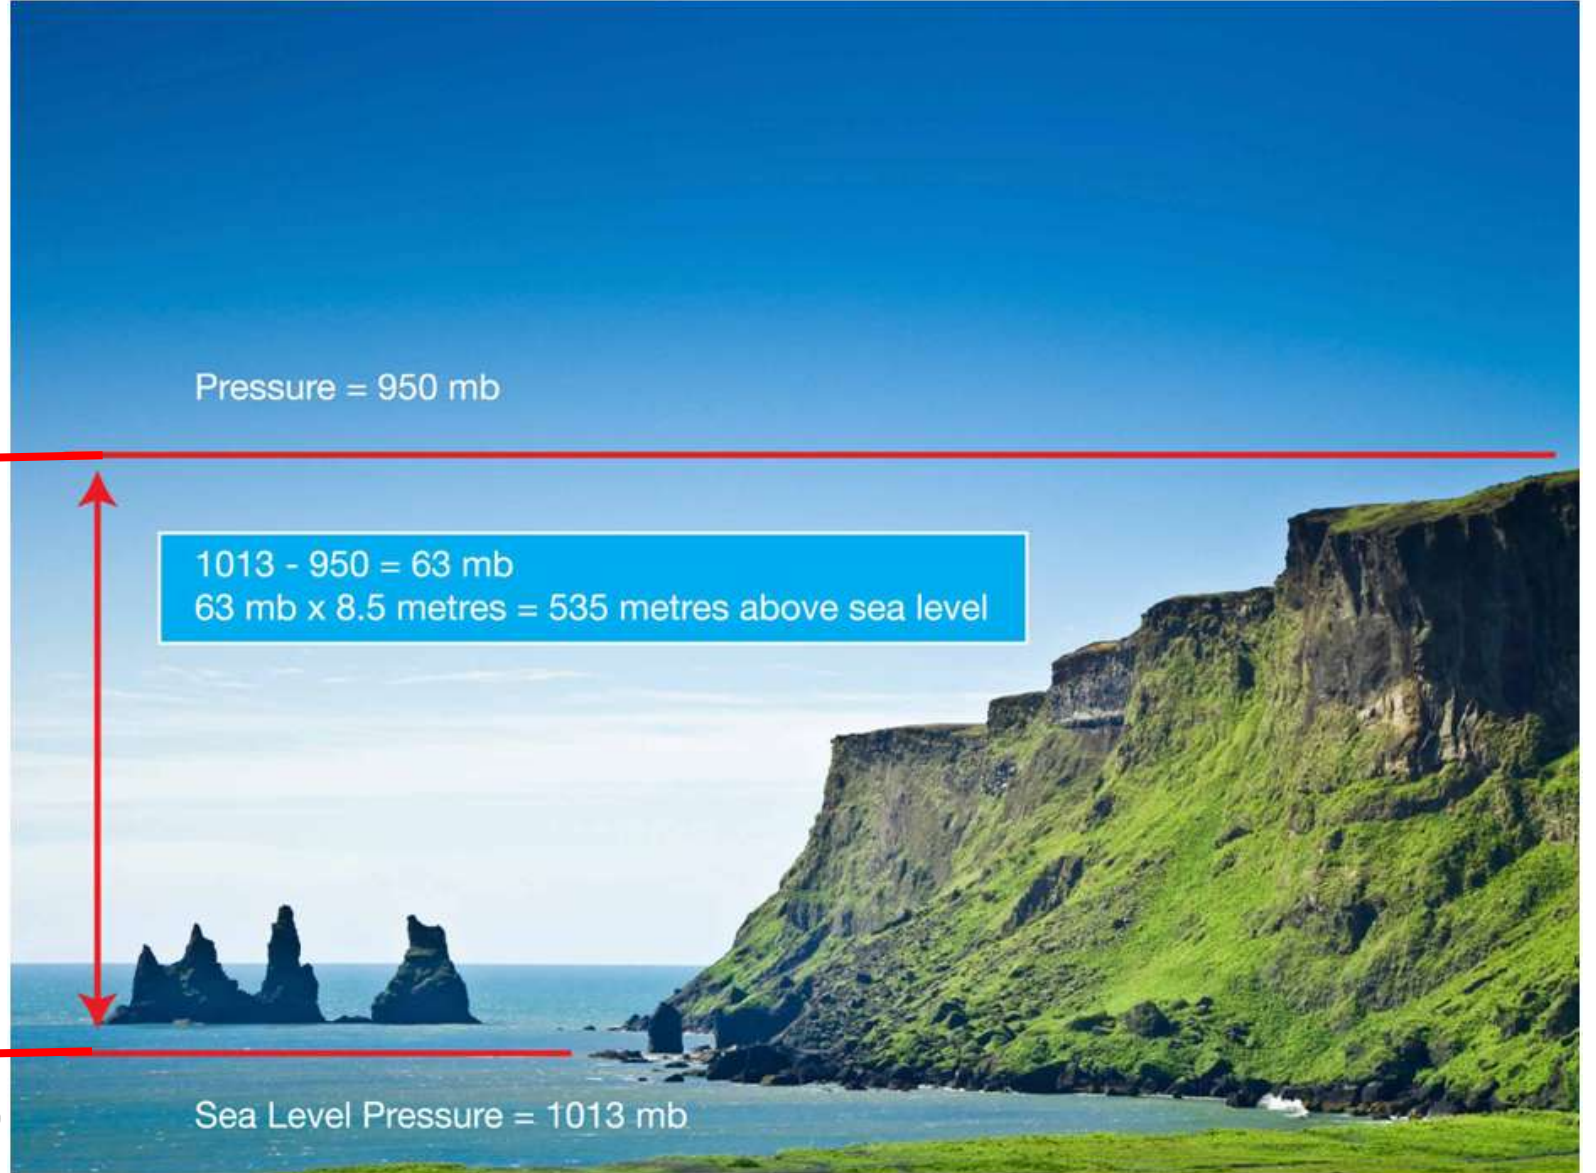 Pressure = 950 mb
1013 - 950 = 63 mb
63 mb x 8.5 metres = 535 metres above sea level
Sea Level Pressure = 1013 mb